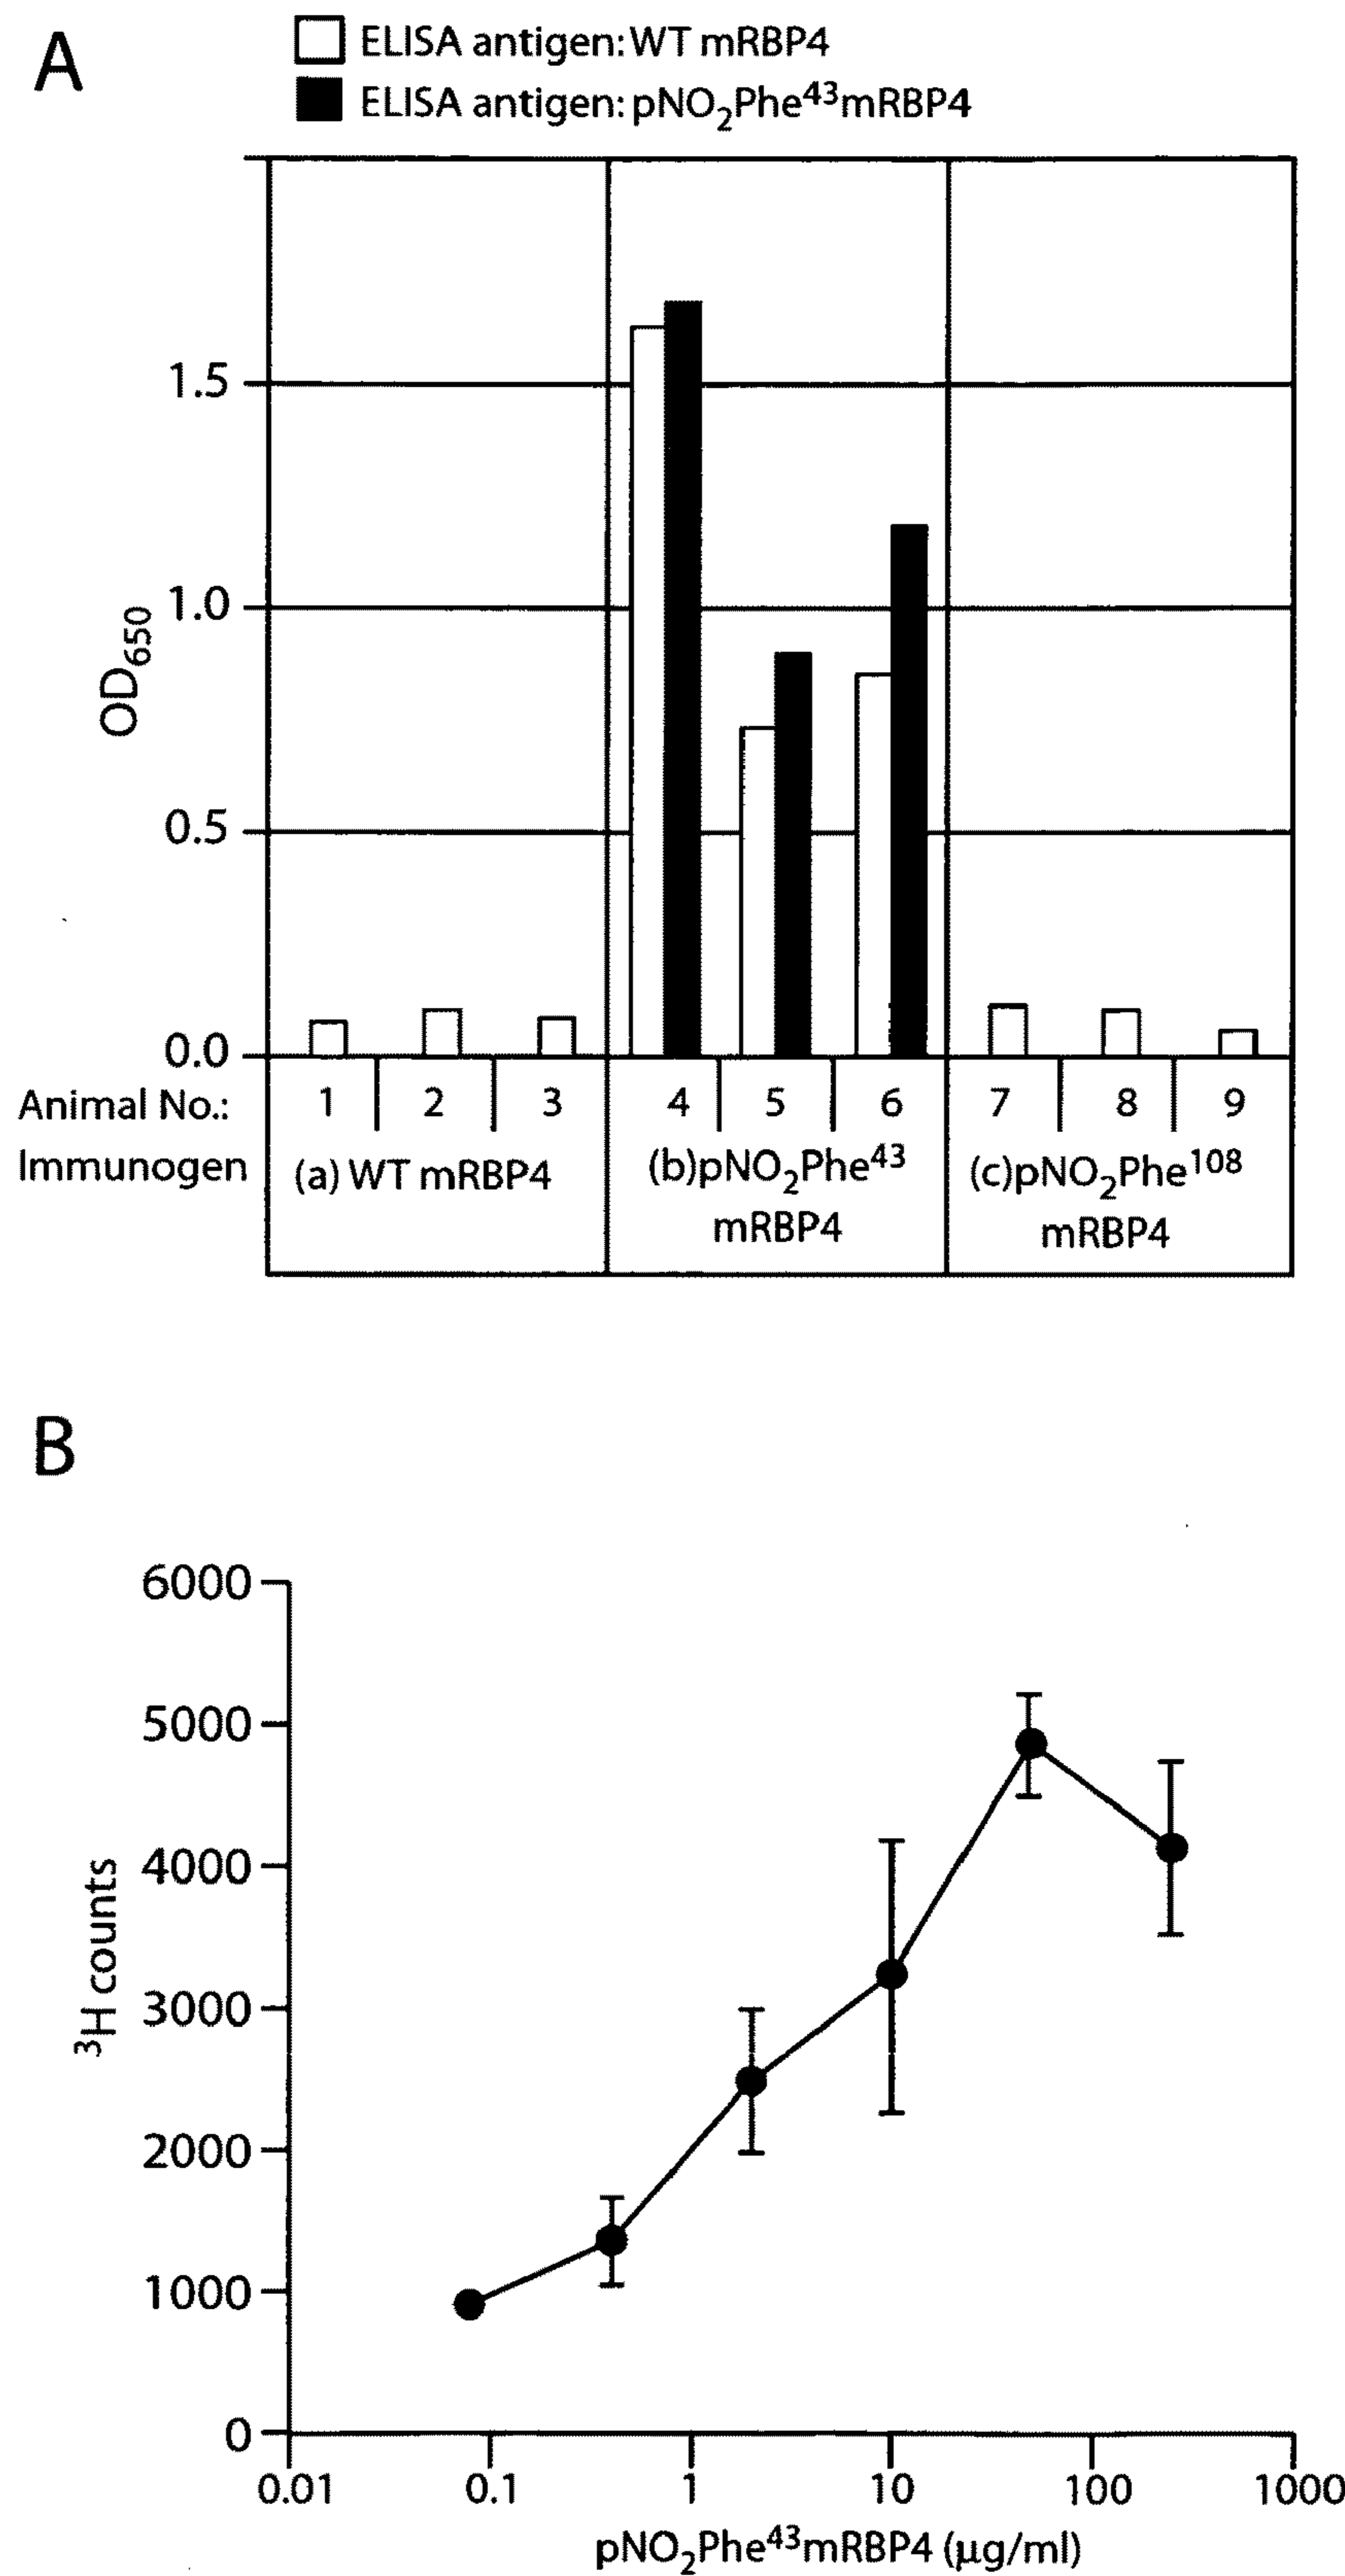 A
ELISA antigen: WT mRBP4
ELISA antigen: pNO₂Phe⁴³mRBP4
1.5
1.0
0.5
0.0
OD₆₅₀
Animal No.: 1 2 3 4 5 6 7 8 9
Immunogen (a) WT mRBP4 (b)pNO₂Phe⁴³ (c)pNO₂Phe¹⁰⁸
mRBP4 mRBP4
B
6000
5000
4000
3000
2000
1000
0
³H counts
0.01 0.1 1 10 100 1000
pNO₂Phe⁴³mRBP4 (µg/ml)